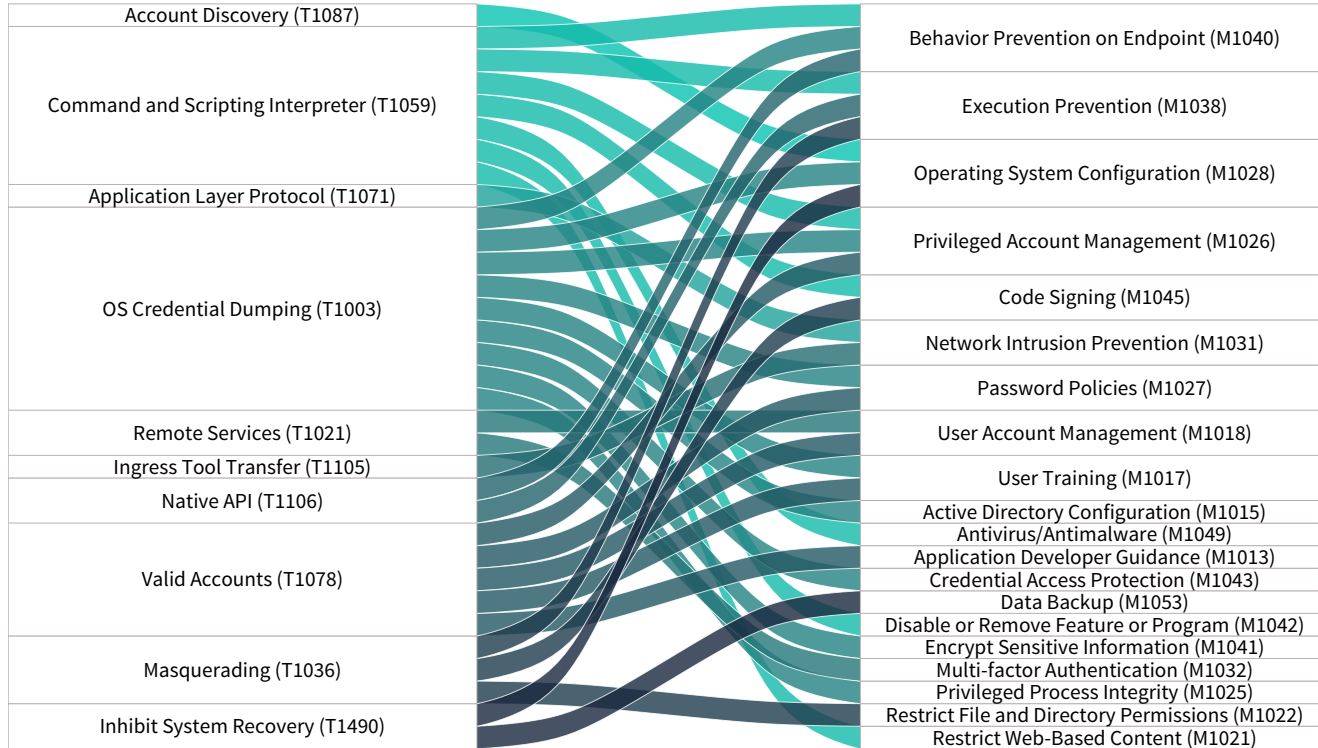 Account Discovery (T1087)
Command and Scripting Interpreter (T1059)
Application Layer Protocol (T1071)
OS Credential Dumping (T1003)
Remote Services (T1021)
Ingress Tool Transfer (T1105)
Native API (T1106)
Valid Accounts (T1078)
Masquerading (T1036)
Inhibit System Recovery (T1490)
Behavior Prevention on Endpoint (M1040)
Execution Prevention (M1038)
Operating System Configuration (M1028)
Privileged Account Management (M1026)
Code Signing (M1045)
Network Intrusion Prevention (M1031)
Password Policies (M1027)
User Account Management (M1018)
User Training (M1017)
Active Directory Configuration (M1015)
Antivirus/Antimalware (M1049)
Application Developer Guidance (M1013)
Credential Access Protection (M1043)
Data Backup (M1053)
Disable or Remove Feature or Program (M1042)
Encrypt Sensitive Information (M1041)
Multi-factor Authentication (M1032)
Privileged Process Integrity (M1025)
Restrict File and Directory Permissions (M1022)
Restrict Web-Based Content (M1021)